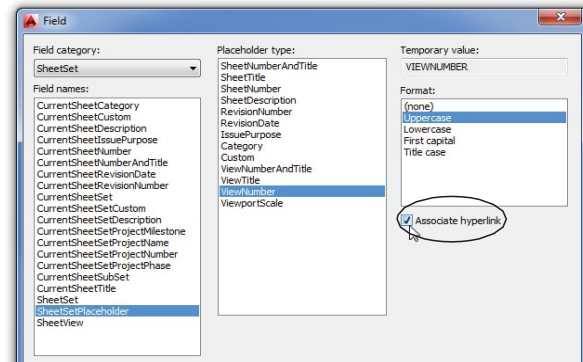 Field
Field category:
SheetSet
Field names:
CurrentSheetCategory
CurrentSheetCustom
CurrentSheetDescription
CurrentSheetIssuePurpose
CurrentSheetNumber
CurrentSheetNumberAndTitle
CurrentSheetRevisionDate
CurrentSheetRevisionNumber
CurrentSheetSet
CurrentSheetSetCustom
CurrentSheetSetDescription
CurrentSheetSetProjectMilestone
CurrentSheetSetProjectName
CurrentSheetSetProjectNumber
CurrentSheetSetProjectPhase
CurrentSheetSubSet
CurrentSheetTitle
SheetSet
SheetSetPlaceholder
SheetView
Placeholder type:
SheetNumberAndTitle
SheetTitle
SheetNumber
SheetDescription
RevisionNumber
RevisionDate
IssuePurpose
Category
Custom
ViewNumberAndTitle
ViewTitle
ViewNumber
ViewportScale
Temporary value:
VIEWNUMBER
Format:
(none)
Uppercase
Lowercase
First capital
Title case
Associate hyperlink